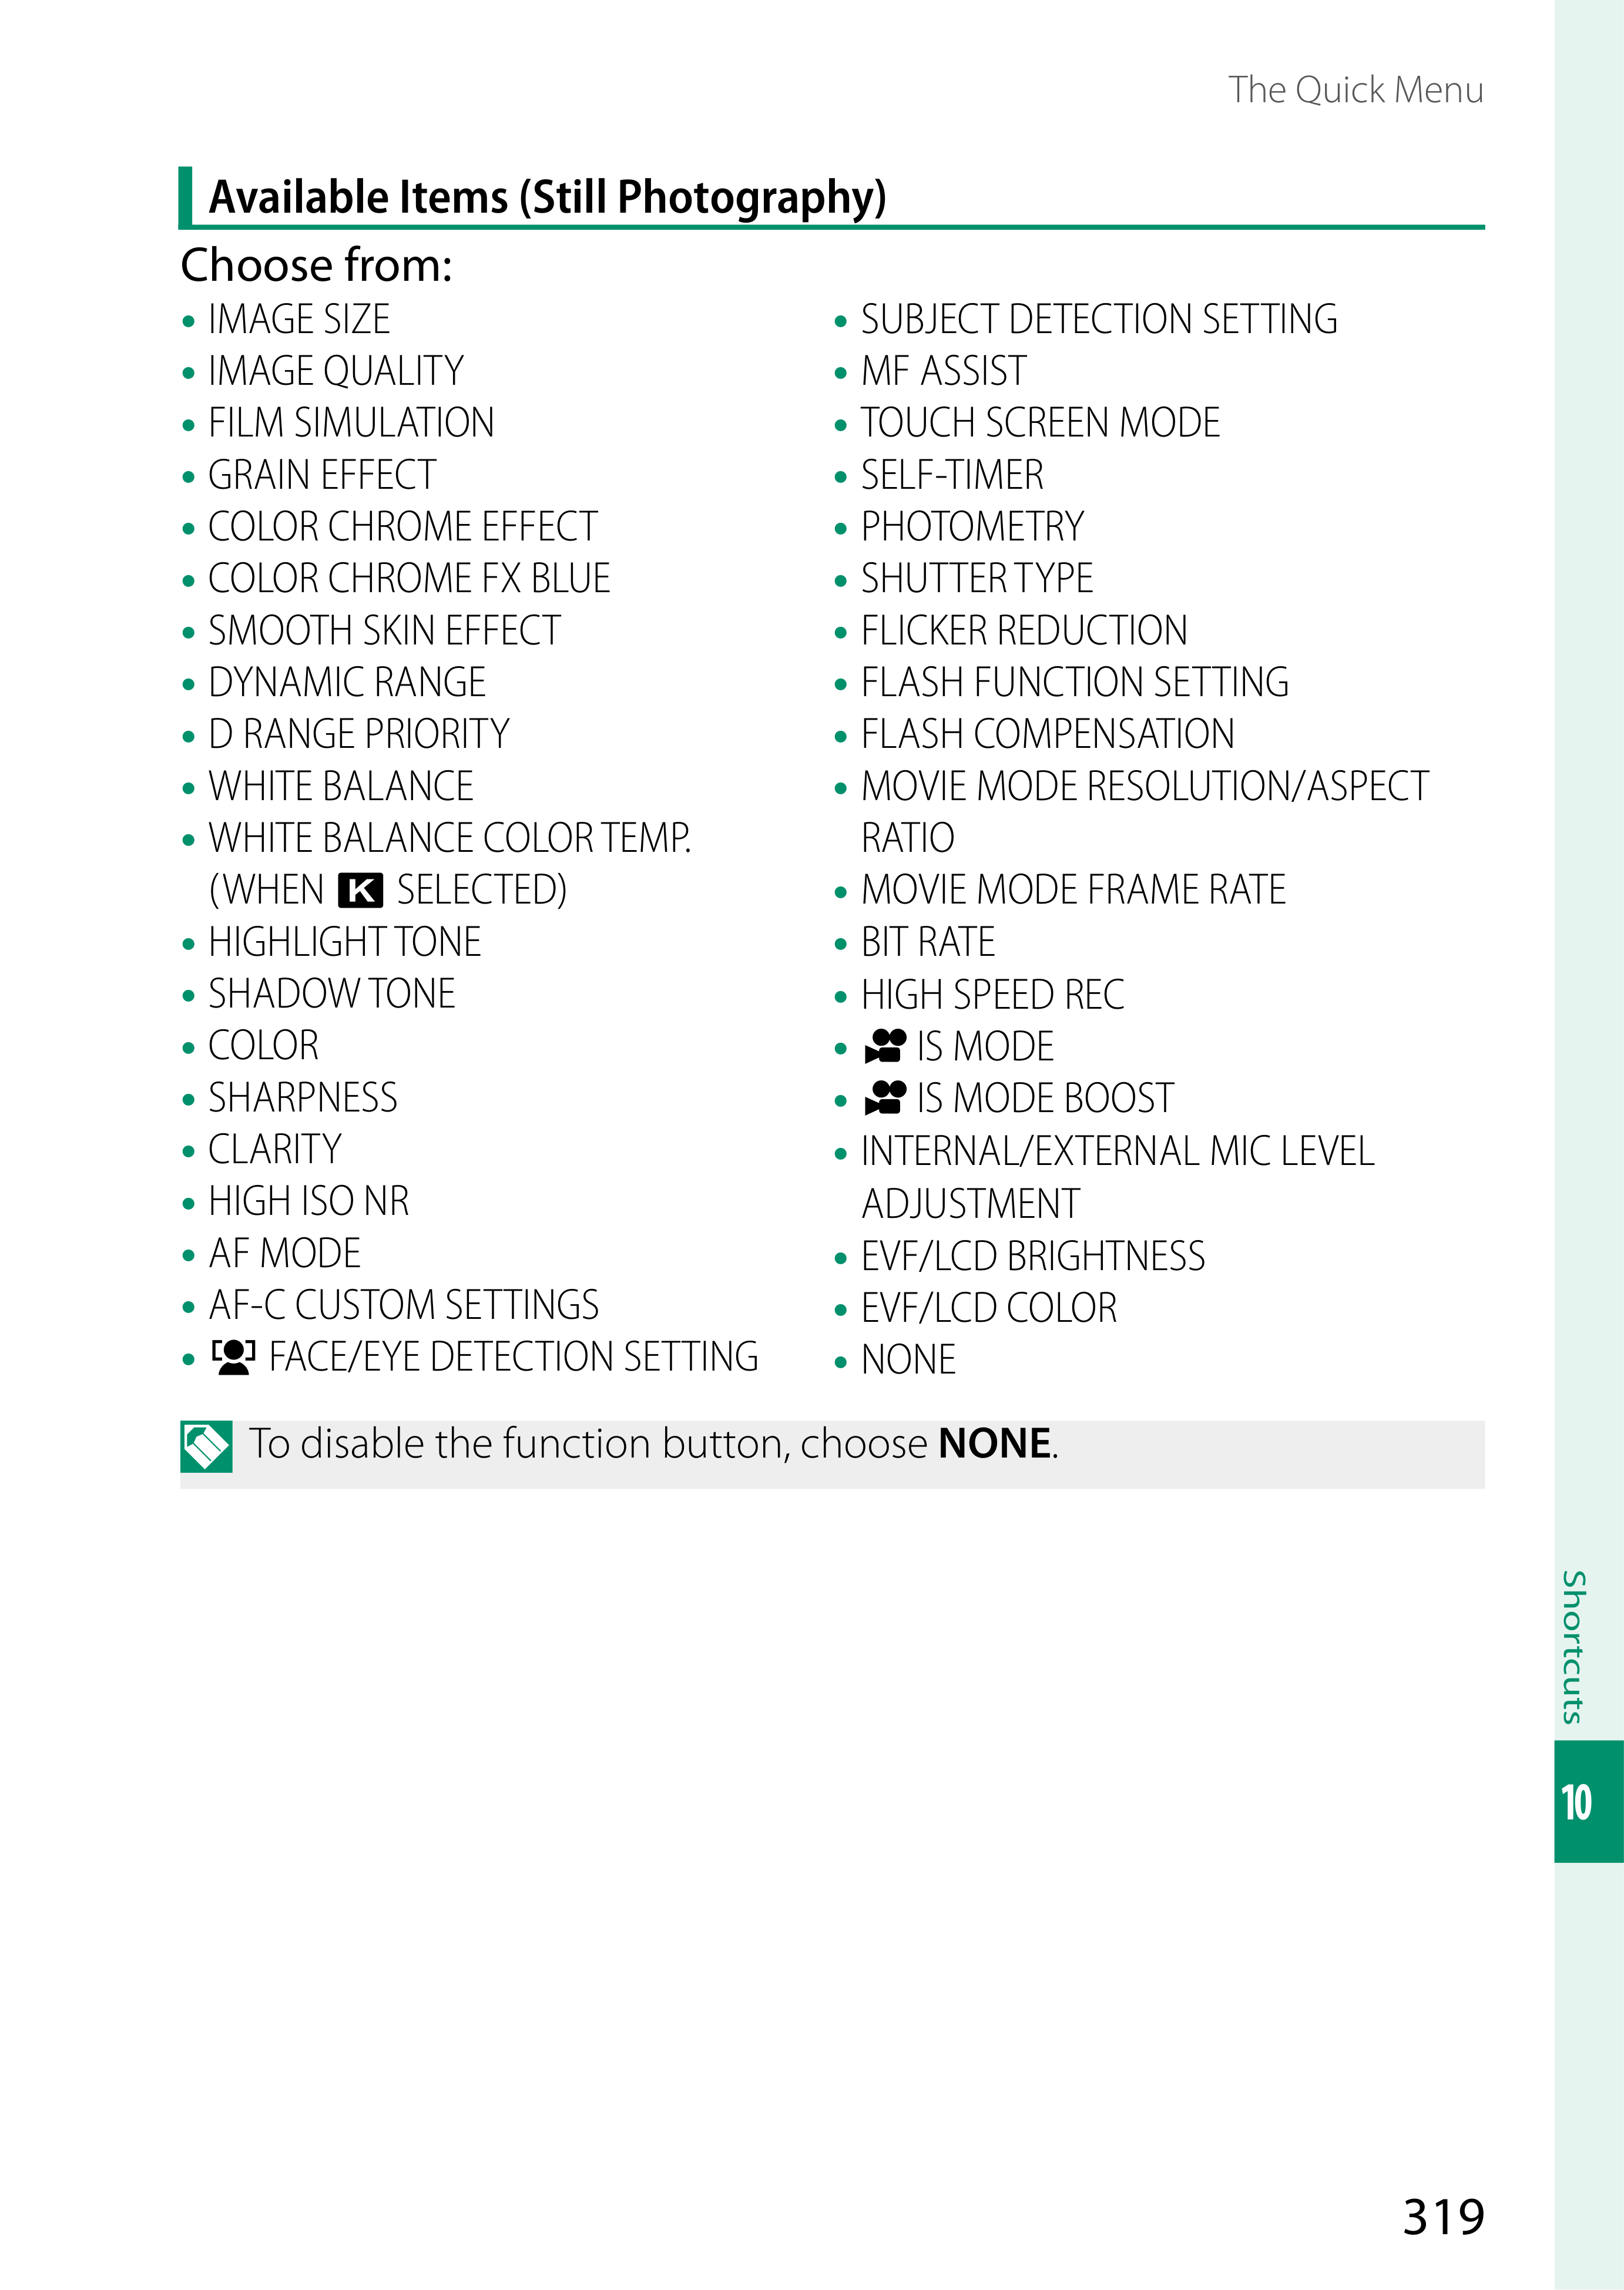 The Quick Menu
Available Items (Still Photography)
Choose from:
• IMAGE SIZE
• IMAGE QUALITY
• FILM SIMULATION
• GRAIN EFFECT
• COLOR CHROME EFFECT
• COLOR CHROME FX BLUE
• SMOOTH SKIN EFFECT
• DYNAMIC RANGE
• D RANGE PRIORITY
• WHITE BALANCE
• WHITE BALANCE COLOR TEMP.
(WHEN K SELECTED)
• HIGHLIGHT TONE
• SHADOW TONE
• COLOR
• SHARPNESS
• CLARITY
• HIGH ISO NR
• AF MODE
• AF-C CUSTOM SETTINGS
• FACE/EYE DETECTION SETTING
• SUBJECT DETECTION SETTING
• MF ASSIST
• TOUCH SCREEN MODE
• SELF-TIMER
• PHOTOMETRY
• SHUTTER TYPE
• FLICKER REDUCTION
• FLASH FUNCTION SETTING
• FLASH COMPENSATION
• MOVIE MODE RESOLUTION/ASPECT
RATIO
• MOVIE MODE FRAME RATE
• BIT RATE
• HIGH SPEED REC
• IS MODE
• IS MODE BOOST
• INTERNAL/EXTERNAL MIC LEVEL
ADJUSTMENT
• EVF/LCD BRIGHTNESS
• EVF/LCD COLOR
• NONE
To disable the function button, choose NONE.
Shortcuts
10
319